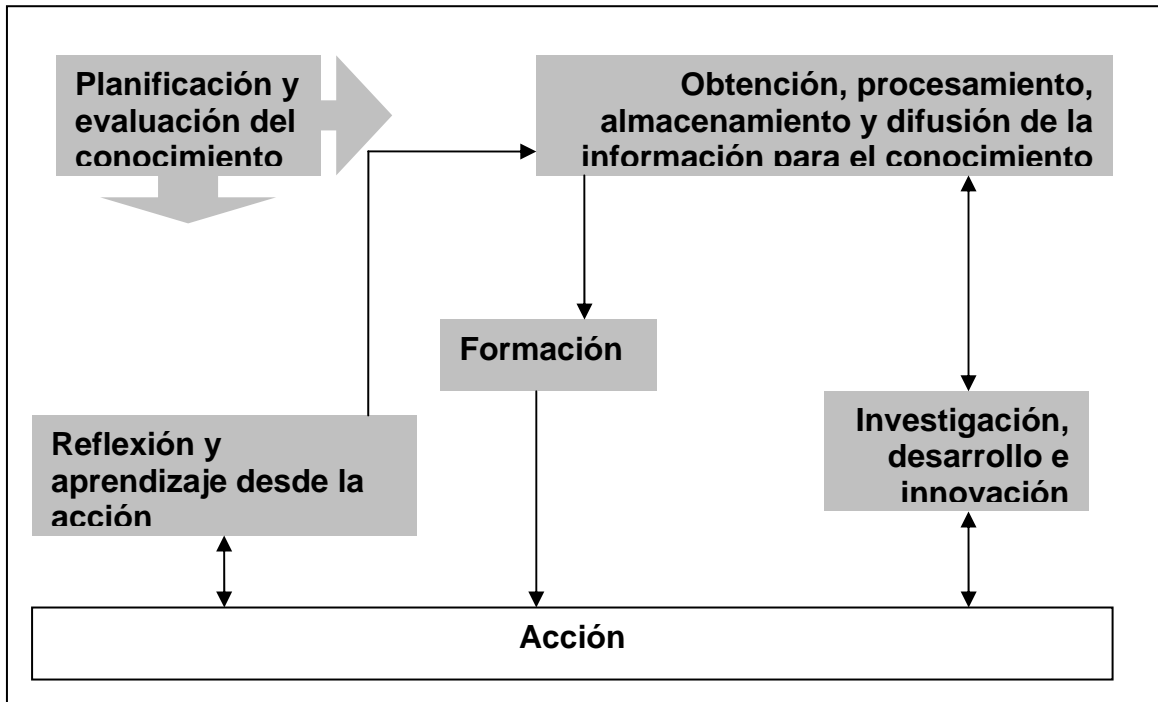 Planificación y
evaluación del
conocimiento
Obtención, procesamiento,
almacenamiento y difusión de la
información para el conocimiento
Formación
Reflexión y
aprendizaje desde la
acción
Investigación,
desarrollo e
innovación
Acción